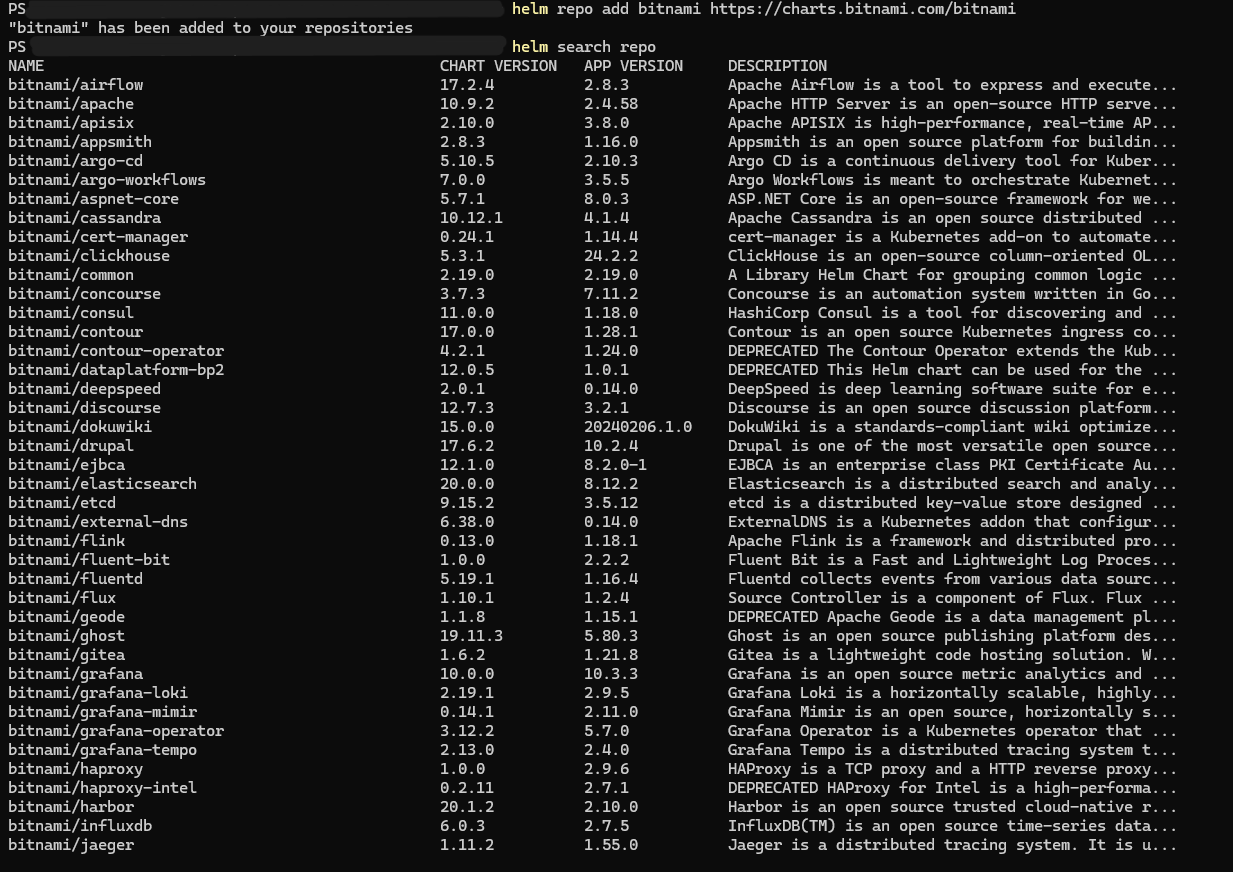 PS helm repo add bitnami https://charts.bitnami.com/bitnami
"bitnami" has been added to your repositories
PS helm search repo
NAME CHART VERSION APP VERSION DESCRIPTION
bitnami/airflow 17.2.4 2.8.3 Apache Airflow is a tool to express and execute...
bitnami/apache 10.9.2 2.4.58 Apache HTTP Server is an open-source HTTP serve...
bitnami/apisix 2.10.0 3.8.0 Apache APISIX is high-performance, real-time AP...
bitnami/appsmith 2.8.3 1.16.0 Appsmith is an open source platform for buildin...
bitnami/argo-cd 5.10.5 2.10.3 Argo CD is a continuous delivery tool for Kuber...
bitnami/argo-workflows 7.0.0 3.5.5 Argo Workflows is meant to orchestrate Kubernet...
bitnami/aspnet-core 5.7.1 8.0.3 ASP.NET Core is an open-source framework for we...
bitnami/cassandra 10.12.1 4.1.4 Apache Cassandra is an open source distributed ...
bitnami/cert-manager 0.24.1 1.14.4 cert-manager is a Kubernetes add-on to automate...
bitnami/clickhouse 5.3.1 24.2.2 ClickHouse is an open-source column-oriented OL...
bitnami/common 2.19.0 2.19.0 A Library Helm Chart for grouping common logic ...
bitnami/concourse 3.7.3 7.11.2 Concourse is an automation system written in Go...
bitnami/consul 11.0.0 1.18.0 HashiCorp Consul is a tool for discovering and ...
bitnami/contour 17.0.0 1.28.1 Contour is an open source Kubernetes ingress co...
bitnami/contour-operator 4.2.1 1.24.0 DEPRECATED The Contour Operator extends the Kub...
bitnami/dataplatform-bp2 12.0.5 1.0.1 DEPRECATED This Helm chart can be used for the ...
bitnami/deepspeed 2.0.1 0.14.0 DeepSpeed is deep learning software suite for e...
bitnami/discourse 12.7.3 3.2.1 Discourse is an open source discussion platform...
bitnami/dokuwiki 15.0.0 20240206.1.0 DokuWiki is a standards-compliant wiki optimize...
bitnami/drupal 17.6.2 10.2.4 Drupal is one of the most versatile open source...
bitnami/ejbca 12.1.0 8.2.0-1 EJBCA is an enterprise class PKI Certificate Au...
bitnami/elasticsearch 20.0.0 8.12.2 Elasticsearch is a distributed search and analy...
bitnami/etcd 9.15.2 3.5.12 etcd is a distributed key-value store designed ...
bitnami/external-dns 6.38.0 0.14.0 ExternalDNS is a Kubernetes addon that configur...
bitnami/flink 0.13.0 1.18.1 Apache Flink is a framework and distributed pro...
bitnami/fluent-bit 1.0.0 2.2.2 Fluent Bit is a Fast and Lightweight Log Proces...
bitnami/fluentd 5.19.1 1.16.4 Fluentd collects events from various data sourc...
bitnami/flux 1.10.1 1.2.4 Source Controller is a component of Flux. Flux ...
bitnami/geode 1.1.8 1.15.1 DEPRECATED Apache Geode is a data management pl...
bitnami/ghost 19.11.3 5.80.3 Ghost is an open source publishing platform des...
bitnami/gitea 1.6.2 1.21.8 Gitea is a lightweight code hosting solution. W...
bitnami/grafana 10.0.0 10.3.3 Grafana is an open source metric analytics and ...
bitnami/grafana-loki 2.19.1 2.9.5 Grafana Loki is a horizontally scalable, highly...
bitnami/grafana-mimir 0.14.1 2.11.0 Grafana Mimir is an open source, horizontally s...
bitnami/grafana-operator 3.12.2 5.7.0 Grafana Operator is a Kubernetes operator that ...
bitnami/grafana-tempo 2.13.0 2.4.0 Grafana Tempo is a distributed tracing system t...
bitnami/haproxy 1.0.0 2.9.6 HAProxy is a TCP proxy and a HTTP reverse proxy...
bitnami/haproxy-intel 0.2.11 2.7.1 DEPRECATED HAProxy for Intel is a high-performa...
bitnami/harbor 20.1.2 2.10.0 Harbor is an open source trusted cloud-native r...
bitnami/influxdb 6.0.3 2.7.5 InfluxDB(TM) is an open source time-series data...
bitnami/jaeger 1.11.2 1.55.0 Jaeger is a distributed tracing system. It is u...